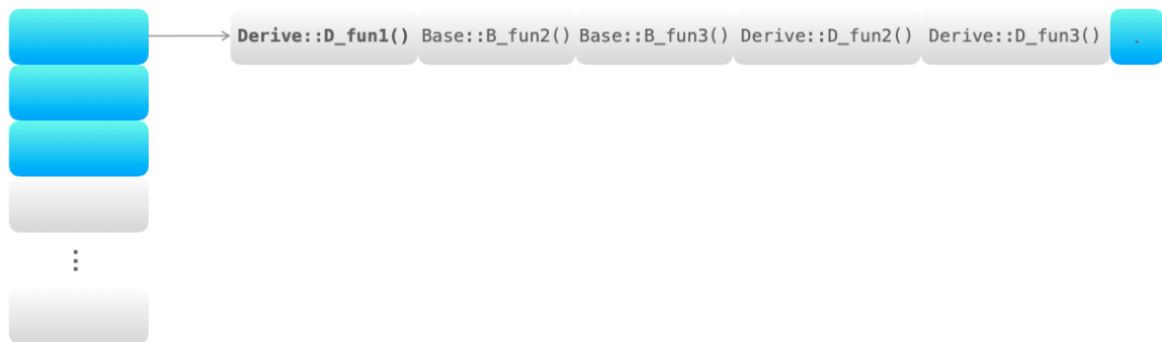 Derive::D_fun1() Base::B_fun2() Base::B_fun3() Derive::D_fun2() Derive::D_fun3() .
⋮